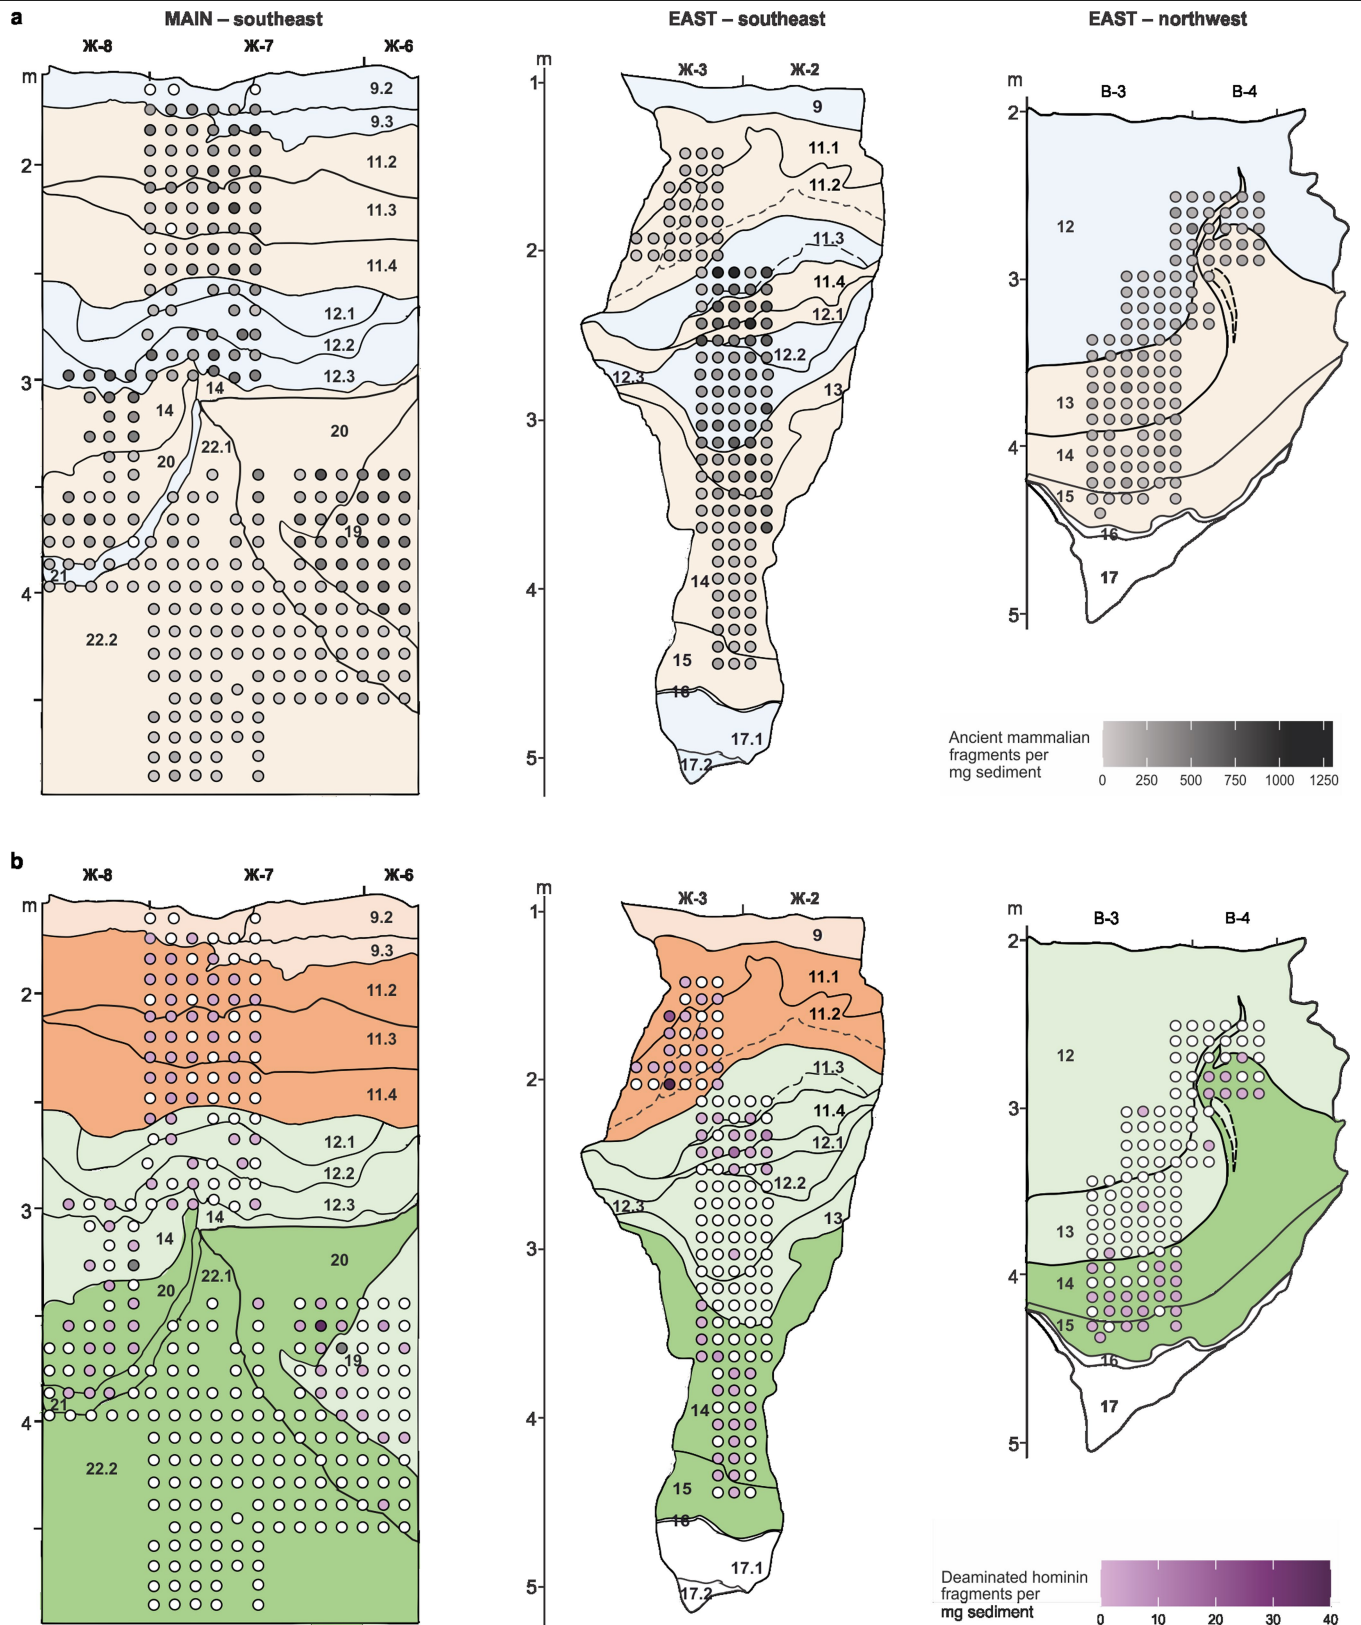 a
MAIN – southeast
EAST – southeast
EAST – northwest
Ж-8
Ж-7
Ж-6
m
2
3
4
9.2
9.3
11.2
11.3
11.4
12.1
12.2
12.3
14
14
20
20
22.1
19
21
22.2
m
Ж-3
Ж-2
1
2
3
4
5
9
11.1
11.2
11.3
11.4
12.1
12.2
12.3
13
14
15
16
17.1
17.2
m
B-3
B-4
2
3
4
5
12
13
14
15
16
17
Ancient mammalian
fragments per
mg sediment
0 250 500 750 1000 1250
b
Ж-8
Ж-7
Ж-6
m
2
3
4
9.2
9.3
11.2
11.3
11.4
12.1
12.2
12.3
14
14
20
20
22.1
19
21
22.2
m
Ж-3
Ж-2
1
2
3
4
5
9
11.1
11.2
11.3
11.4
12.1
12.2
12.3
13
14
15
16
17.1
17.2
m
B-3
B-4
2
3
4
5
12
13
14
15
16
17
Deaminated hominin
fragments per
mg sediment
0 10 20 30 40